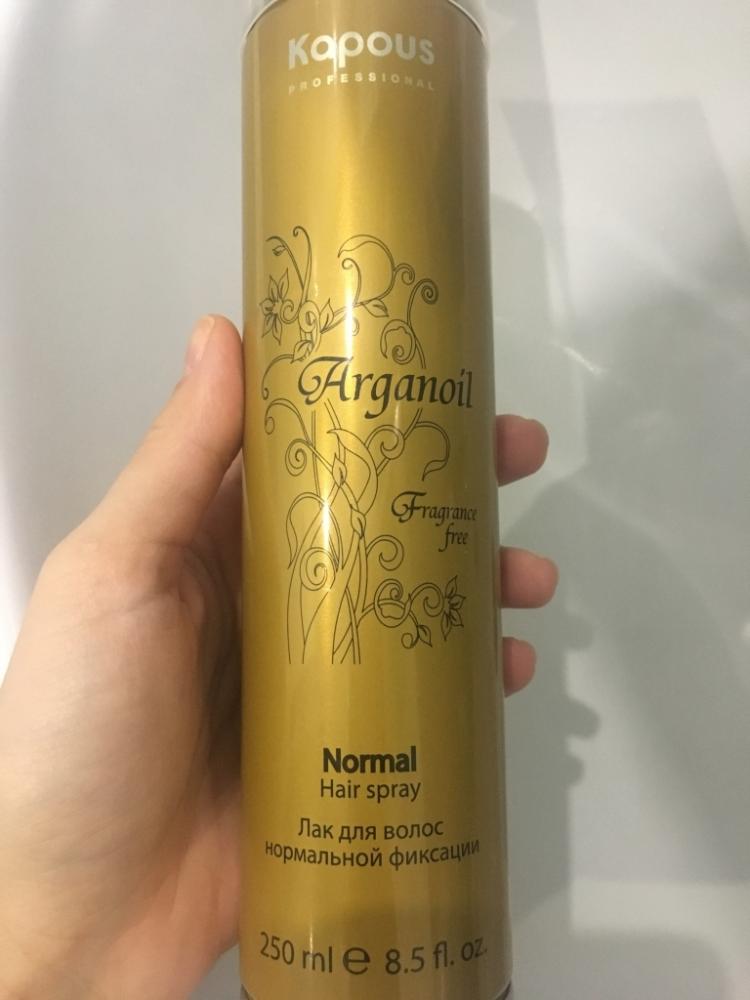 Kapous
PROFESSIONAL
Arganoil
Fragrance
free
Normal
Hair spray
Лак для волос
нормальной фиксации
250 ml ℮ 8.5 fl. oz.